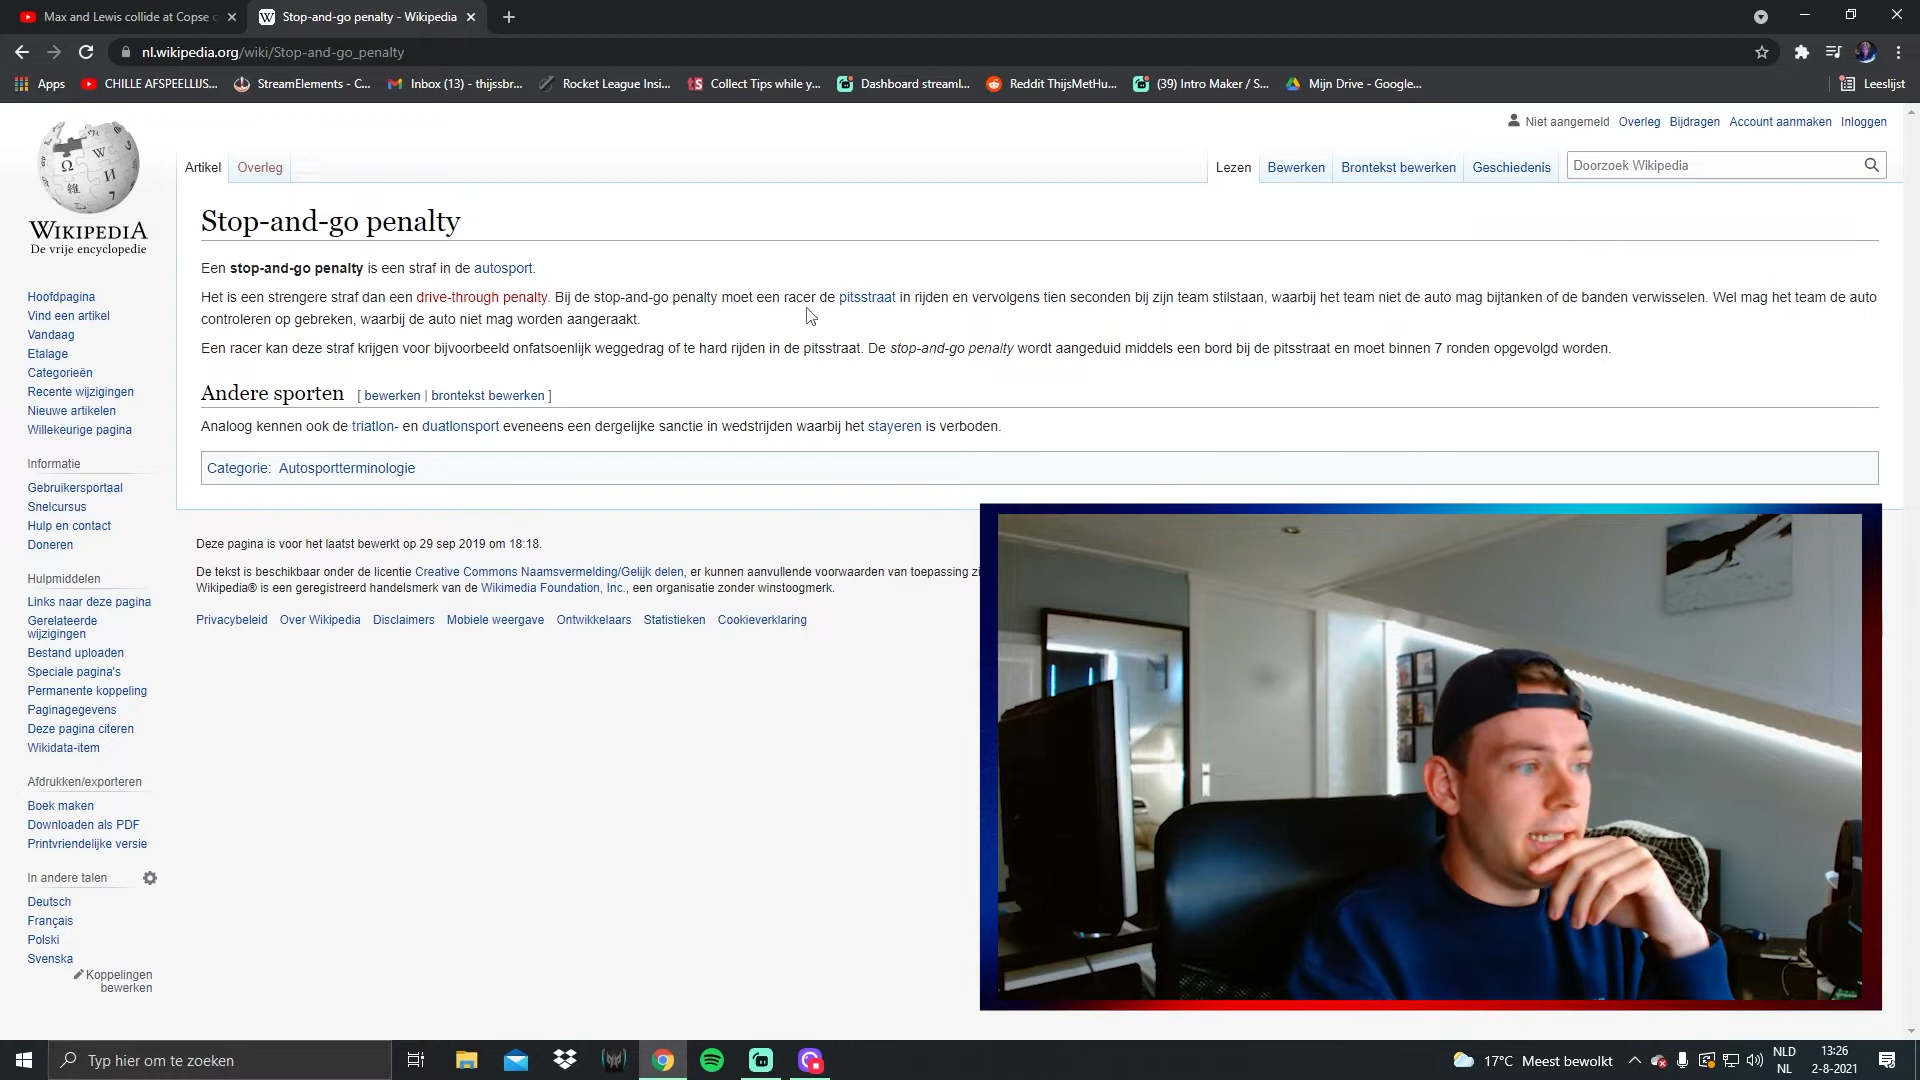 Max and Lewis collide at Copse c
Stop-and-go penalty - Wikipedia
nl.wikipedia.org/wiki/Stop-and-go_penalty
Apps
CHILLE AFSPEELLIJS...
StreamElements - C...
Inbox (13) - thijssbr...
Rocket League Insi...
Collect Tips while y...
Dashboard streaml...
Reddit ThijsMetHu...
(39) Intro Maker / S...
Mijn Drive - Google...
Leeslijst
Niet aangemeld Overleg Bijdragen Account aanmaken Inloggen
WIKIPEDIA
De vrije encyclopedie
Artikel Overleg
Lezen Bewerken Brontekst bewerken Geschiedenis Doorzoek Wikipedia
Stop-and-go penalty
Een stop-and-go penalty is een straf in de autosport.
Het is een strengere straf dan een drive-through penalty. Bij de stop-and-go penalty moet een racer de pitsstraat in rijden en vervolgens tien seconden bij zijn team stilstaan, waarbij het team niet de auto mag bijtanken of de banden verwisselen. Wel mag het team de auto
controleren op gebreken, waarbij de auto niet mag worden aangeraakt.
Een racer kan deze straf krijgen voor bijvoorbeeld onfatsoenlijk weggedrag of te hard rijden in de pitsstraat. De stop-and-go penalty wordt aangeduid middels een bord bij de pitsstraat en moet binnen 7 ronden opgevolgd worden.
Andere sporten [ bewerken | brontekst bewerken ]
Analoog kennen ook de triatlon- en duatlonsport eveneens een dergelijke sanctie in wedstrijden waarbij het stayeren is verboden.
Categorie: Autosportterminologie
Deze pagina is voor het laatst bewerkt op 29 sep 2019 om 18:18.
De tekst is beschikbaar onder de licentie Creative Commons Naamsvermelding/Gelijk delen, er kunnen aanvullende voorwaarden van toepassing zi
Wikipedia® is een geregistreerd handelsmerk van de Wikimedia Foundation, Inc., een organisatie zonder winstoogmerk.
Privacybeleid Over Wikipedia Disclaimers Mobiele weergave Ontwikkelaars Statistieken Cookieverklaring
Hoofdpagina
Vind een artikel
Vandaag
Etalage
Categorieën
Recente wijzigingen
Nieuwe artikelen
Willekeurige pagina
Informatie
Gebruikersportaal
Snelcursus
Hulp en contact
Doneren
Hulpmiddelen
Links naar deze pagina
Gerelateerde
wijzigingen
Bestand uploaden
Speciale pagina's
Permanente koppeling
Paginagegevens
Deze pagina citeren
Wikidata-item
Afdrukken/exporteren
Boek maken
Downloaden als PDF
Printvriendelijke versie
In andere talen
Deutsch
Français
Polski
Svenska
Koppelingen
bewerken
Typ hier om te zoeken
17°C Meest bewolkt
NLD
NL
13:26
2-8-2021